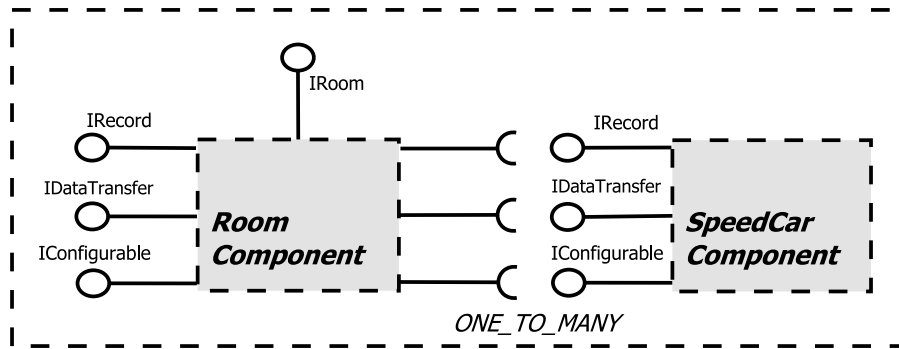 IRoom
IRecord
IDataTransfer
IConfigurable
Room
Component
IRecord
IDataTransfer
IConfigurable
SpeedCar
Component
ONE_TO_MANY